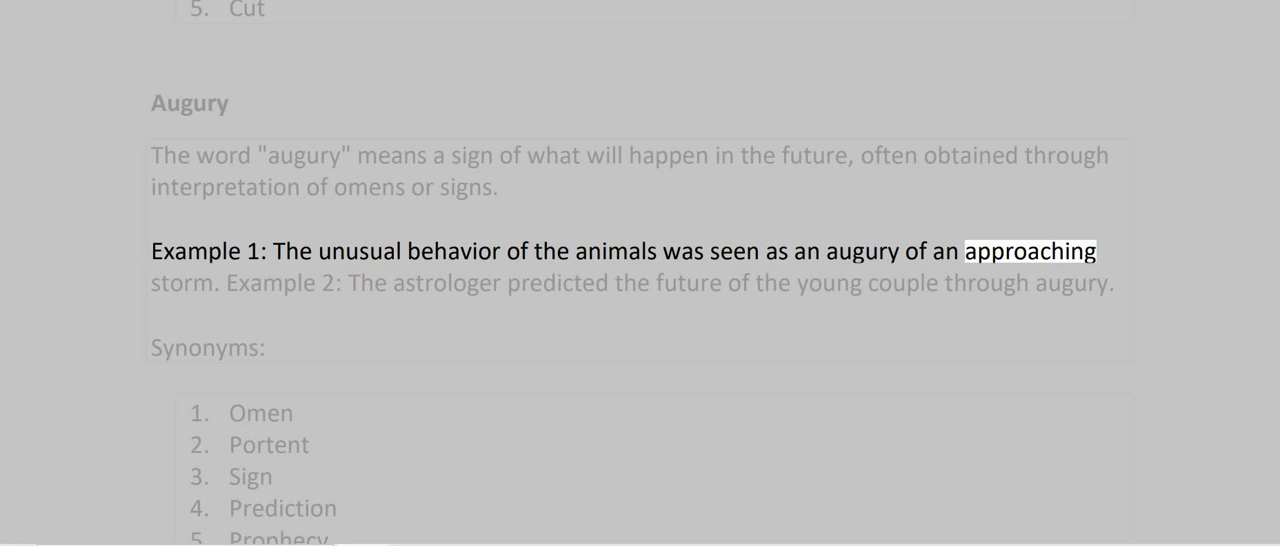 5. Cut
Augury
The word "augury" means a sign of what will happen in the future, often obtained through
interpretation of omens or signs.
Example 1: The unusual behavior of the animals was seen as an augury of an approaching
storm. Example 2: The astrologer predicted the future of the young couple through augury.
Synonyms:
1. Omen
2. Portent
3. Sign
4. Prediction
5. Prophecy